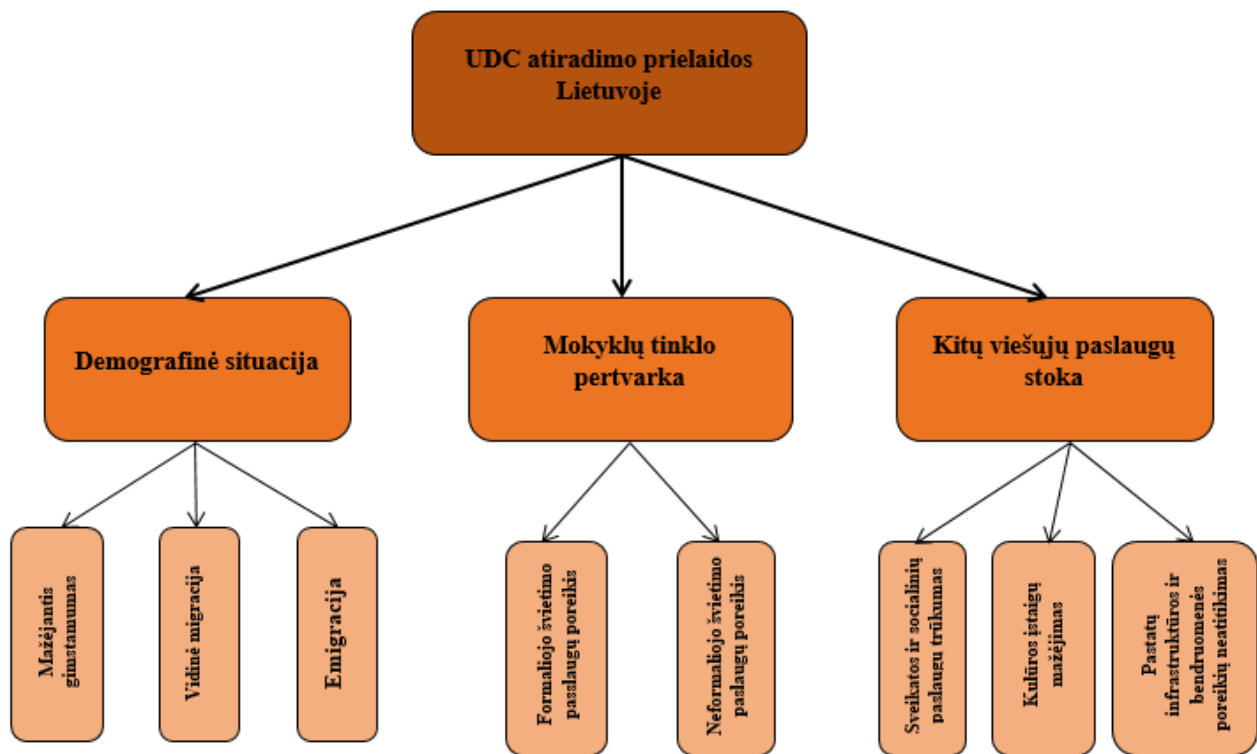 UDC atiradimo prielaidos
Lietuvoje
Demografinė situacija
Mokyklų tinklo
pertvarka
Kitų viešųjų paslaugų
stoka
Mažėjantis
gimstamumas
Vidinė migracija
Emigracija
Formaliojo švietimo
passlaugų poreikis
Neformaliojo švietimo
paslaugų poreikis
Sveikatos ir socialinių
paslaugų trūkumas
Kulūros įstaigų
mažėjimas
Pastatų
infrastruktūros ir
bendruomenės
poreikių neatitikimas